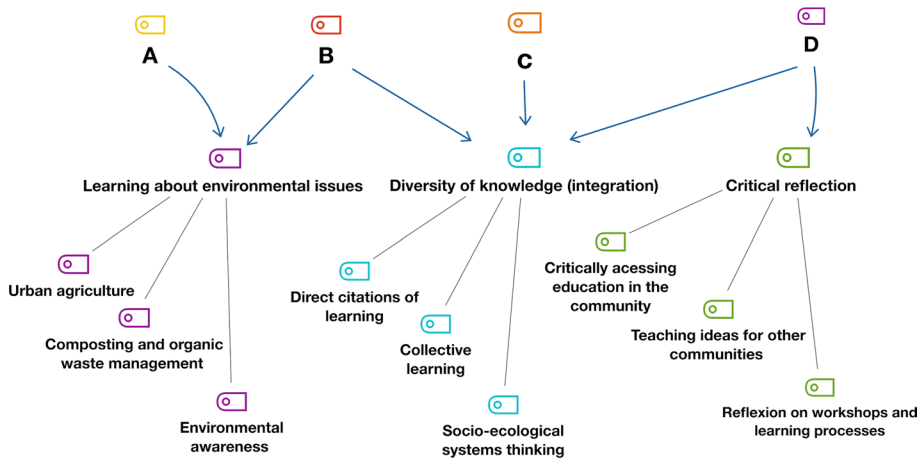 A
B
C
D
Learning about environmental issues
Diversity of knowledge (integration)
Critical reflection
Urban agriculture
Composting and organic
waste management
Environmental
awareness
Direct citations of
learning
Collective
learning
Socio-ecological
systems thinking
Critically acessing
education in the
community
Teaching ideas for other
communities
Reflexion on workshops and
learning processes